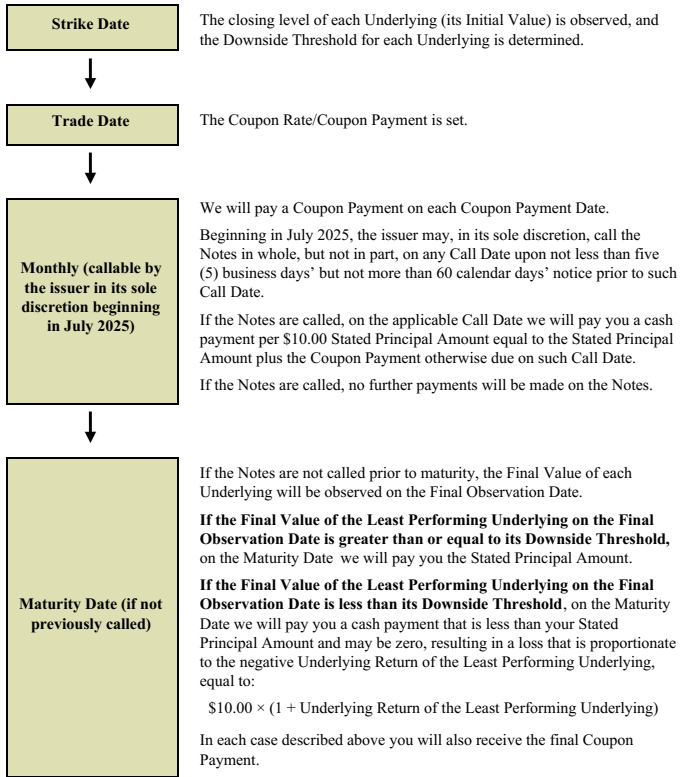 Strike Date
The closing level of each Underlying (its Initial Value) is observed, and
the Downside Threshold for each Underlying is determined.
Trade Date
The Coupon Rate/Coupon Payment is set.
Monthly (callable by
the issuer in its sole
discretion beginning
in July 2025)
We will pay a Coupon Payment on each Coupon Payment Date.
Beginning in July 2025, the issuer may, in its sole discretion, call the
Notes in whole, but not in part, on any Call Date upon not less than five
(5) business days’ but not more than 60 calendar days’ notice prior to such
Call Date.
If the Notes are called, on the applicable Call Date we will pay you a cash
payment per $10.00 Stated Principal Amount equal to the Stated Principal
Amount plus the Coupon Payment otherwise due on such Call Date.
If the Notes are called, no further payments will be made on the Notes.
Maturity Date (if not
previously called)
If the Notes are not called prior to maturity, the Final Value of each
Underlying will be observed on the Final Observation Date.
If the Final Value of the Least Performing Underlying on the Final
Observation Date is greater than or equal to its Downside Threshold,
on the Maturity Date we will pay you the Stated Principal Amount.
If the Final Value of the Least Performing Underlying on the Final
Observation Date is less than its Downside Threshold, on the Maturity
Date we will pay you a cash payment that is less than your Stated
Principal Amount and may be zero, resulting in a loss that is proportionate
to the negative Underlying Return of the Least Performing Underlying,
equal to:
$10.00 × (1 + Underlying Return of the Least Performing Underlying)
In each case described above you will also receive the final Coupon
Payment.